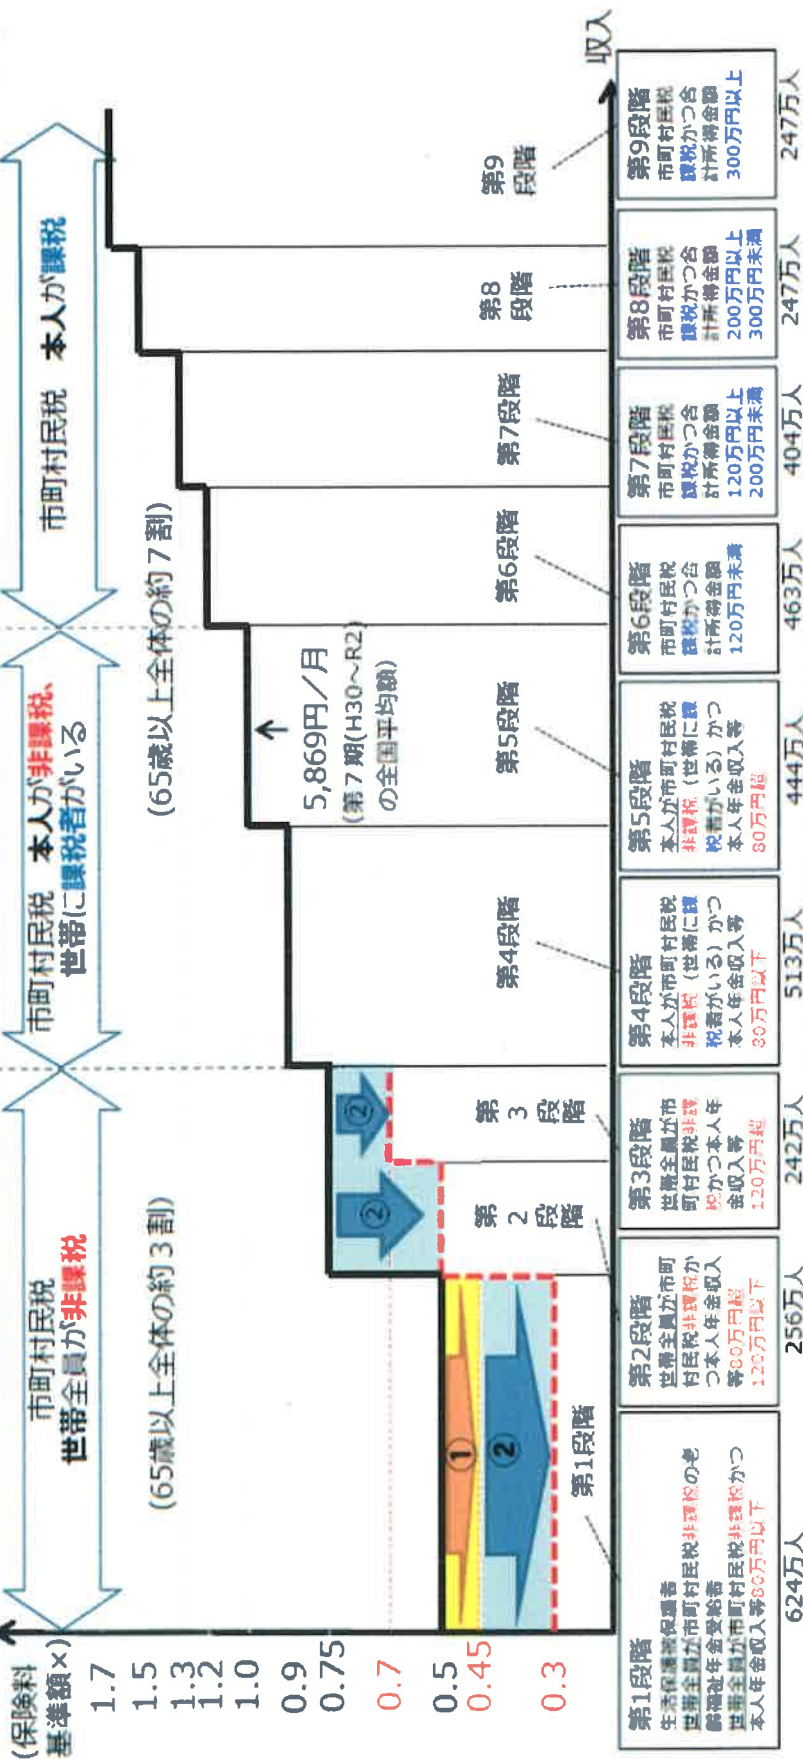 (保険料
基準額×)
1.7
1.5
1.3
1.2
1.0
0.9
0.75
0.7
0.5
0.45
0.3
市町村民税
世帯全員が非課税
(65歳以上全体の約3割)
市町村民税 本人が非課税、
世帯に課税者がいる
市町村民税 本人が課税
(65歳以上全体の約7割)
5,869円/月
(第7期(H30~R2)
の全国平均額)
①
②
②
②
第1段階
第2段階
第3段階
第4段階
第5段階
第6段階
第7段階
第8
段階
第9
段階
収入
第1段階
生活保護被保護者
世帯全員が市町村民税非課税の老
齢福祉年金受給者
世帯全員が市町村民税非課税かつ
本人年金収入等80万円以下
624万人
第2段階
世帯全員が市町
村民税非課税か
つ本人年金収入
等80万円超
120万円以下
256万人
第3段階
世帯全員が市
町村民税非課
税かつ本人年
金収入等
120万円超
242万人
第4段階
本人が市町村民税
非課税(世帯に課
税者がいる)かつ
本人年金収入等
80万円以下
513万人
第5段階
本人が市町村民税
非課税(世帯に課
税者がいる)かつ
本人年金収入等
80万円超
444万人
第6段階
市町村民税
課税かつ合
計所得金額
120万円未満
463万人
第7段階
市町村民税
課税かつ合
計所得金額
120万円以上
200万円未満
404万人
第8段階
市町村民税
課税かつ合
計所得金額
200万円以上
300万円未満
247万人
第9段階
市町村民税
課税かつ合
計所得金額
300万円以上
247万人